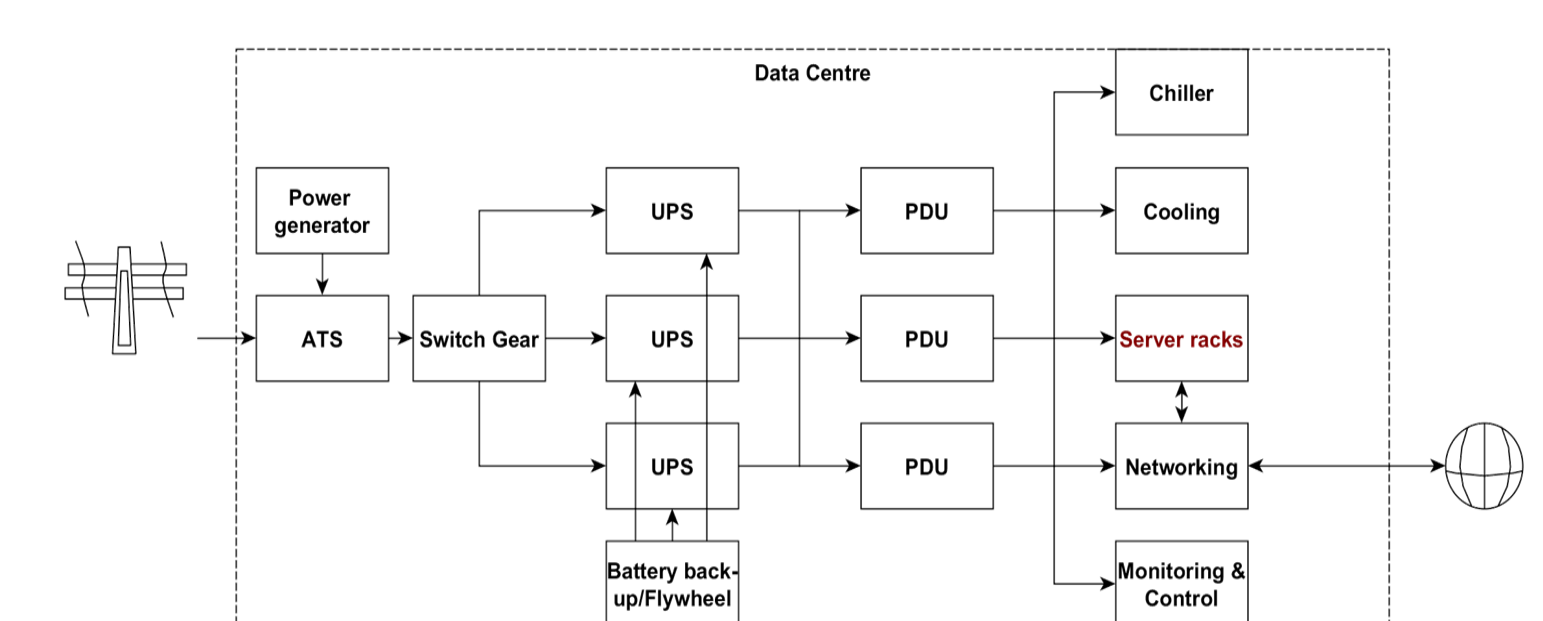 Data Centre
Chiller
Power
generator
UPS
PDU
Cooling
ATS
Switch Gear
UPS
PDU
Server racks
UPS
PDU
Networking
Battery back-
up/Flywheel
Monitoring &
Control